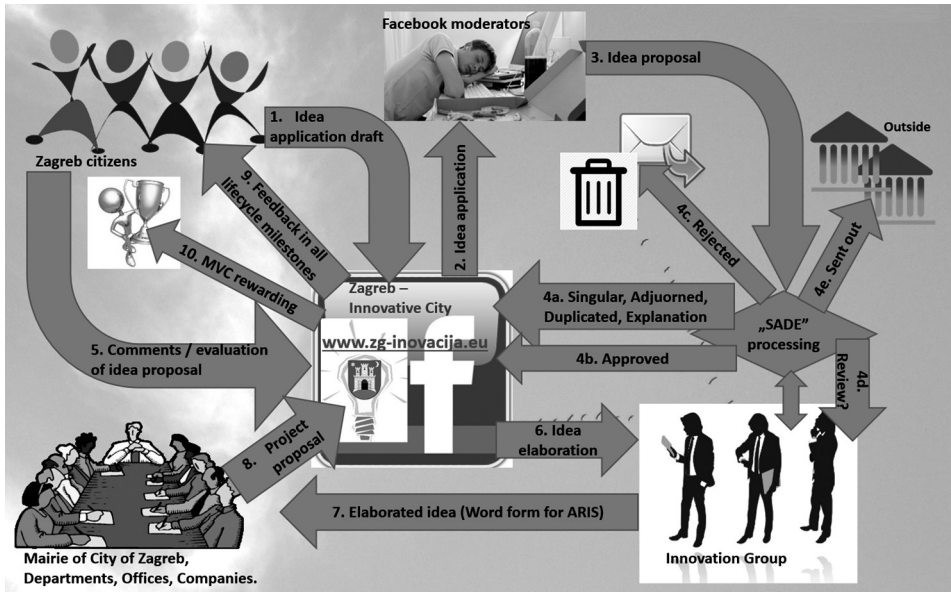 Facebook moderators
3. Idea proposal
1. Idea
application draft
Outside
Zagreb citizens
9. Feedback in all
lifecycle milestones
2. Idea application
4c. Rejected
4e. Sent out
10. MVC rewarding
Zagreb –
Innovative City
www.zg-inovacija.eu
f
4a. Singular, Adjuorned,
Duplicated, Explanation
„SADE”
processing
5. Comments / evaluation
of idea proposal
4b. Approved
4d.
Review?
8. Project
proposal
6. Idea
elaboration
7. Elaborated idea (Word form for ARIS)
Mairie of City of Zagreb,
Departments, Offices, Companies.
Innovation Group